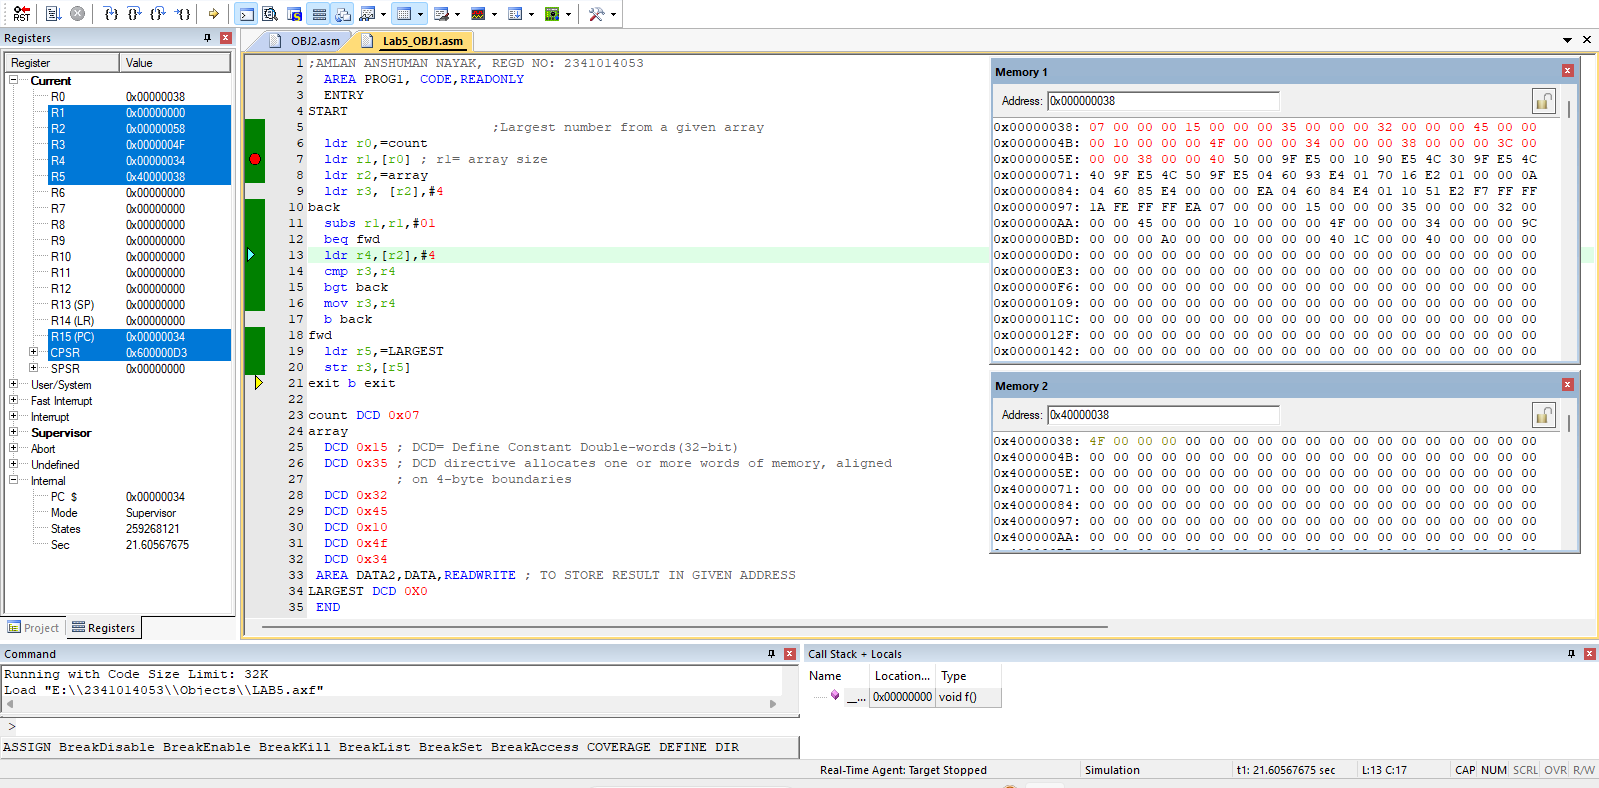 RST
Registers
Register Value
Current
R0 0x00000038
R1 0x00000000
R2 0x00000058
R3 0x0000004F
R4 0x00000034
R5 0x40000038
R6 0x00000000
R7 0x00000000
R8 0x00000000
R9 0x00000000
R10 0x00000000
R11 0x00000000
R12 0x00000000
R13 (SP) 0x00000000
R14 (LR) 0x00000000
R15 (PC) 0x00000034
CPSR 0x600000D3
SPSR 0x00000000
User/System
Fast Interrupt
Interrupt
Supervisor
Abort
Undefined
Internal
PC $ 0x00000034
Mode Supervisor
States 259268121
Sec 21.60567675
Project Registers
OBJ2.asm Lab5_OBJ1.asm
1 ;AMLAN ANSHUMAN NAYAK, REGD NO: 2341014053
2 AREA PROG1, CODE,READONLY
3 ENTRY
4 START
5 ;Largest number from a given array
6 ldr r0,=count
7 ldr r1,[r0] ; r1= array size
8 ldr r2,=array
9 ldr r3, [r2],#4
10 back
11 subs r1,r1,#01
12 beq fwd
13 ldr r4,[r2],#4
14 cmp r3,r4
15 bgt back
16 mov r3,r4
17 b back
18 fwd
19 ldr r5,=LARGEST
20 str r3,[r5]
21 exit b exit
22
23 count DCD 0x07
24 array
25 DCD 0x15 ; DCD= Define Constant Double-words(32-bit)
26 DCD 0x35 ; DCD directive allocates one or more words of memory, aligned
27 ; on 4-byte boundaries
28 DCD 0x32
29 DCD 0x45
30 DCD 0x10
31 DCD 0x4f
32 DCD 0x34
33 AREA DATA2,DATA,READWRITE ; TO STORE RESULT IN GIVEN ADDRESS
34 LARGEST DCD 0X0
35 END
Memory 1
Address: 0x000000038
0x00000038: 07 00 00 00 15 00 00 00 35 00 00 00 32 00 00 00 45 00 00
0x0000004B: 00 10 00 00 00 4F 00 00 00 34 00 00 00 38 00 00 00 3C 00
0x0000005E: 00 00 38 00 00 40 50 00 9F E5 00 10 90 E5 4C 30 9F E5 4C
0x00000071: 40 9F E5 4C 50 9F E5 04 60 93 E4 01 70 16 E2 01 00 00 0A
0x00000084: 04 60 85 E4 00 00 00 EA 04 60 84 E4 01 10 51 E2 F7 FF FF
0x00000097: 1A FE FF FF EA 07 00 00 00 15 00 00 00 35 00 00 00 32 00
0x000000AA: 00 00 45 00 00 00 10 00 00 00 4F 00 00 00 34 00 00 00 9C
0x000000BD: 00 00 00 A0 00 00 00 00 00 00 40 1C 00 00 40 00 00 00 00
0x000000D0: 00 00 00 00 00 00 00 00 00 00 00 00 00 00 00 00 00 00 00
0x000000E3: 00 00 00 00 00 00 00 00 00 00 00 00 00 00 00 00 00 00 00
0x000000F6: 00 00 00 00 00 00 00 00 00 00 00 00 00 00 00 00 00 00 00
0x00000109: 00 00 00 00 00 00 00 00 00 00 00 00 00 00 00 00 00 00 00
0x0000011C: 00 00 00 00 00 00 00 00 00 00 00 00 00 00 00 00 00 00 00
0x0000012F: 00 00 00 00 00 00 00 00 00 00 00 00 00 00 00 00 00 00 00
0x00000142: 00 00 00 00 00 00 00 00 00 00 00 00 00 00 00 00 00 00 00
Memory 2
Address: 0x40000038
0x40000038: 4F 00 00 00 00 00 00 00 00 00 00 00 00 00 00 00 00 00 00
0x4000004B: 00 00 00 00 00 00 00 00 00 00 00 00 00 00 00 00 00 00 00
0x4000005E: 00 00 00 00 00 00 00 00 00 00 00 00 00 00 00 00 00 00 00
0x40000071: 00 00 00 00 00 00 00 00 00 00 00 00 00 00 00 00 00 00 00
0x40000084: 00 00 00 00 00 00 00 00 00 00 00 00 00 00 00 00 00 00 00
0x40000097: 00 00 00 00 00 00 00 00 00 00 00 00 00 00 00 00 00 00 00
0x400000AA: 00 00 00 00 00 00 00 00 00 00 00 00 00 00 00 00 00 00 00
Command
Running with Code Size Limit: 32K
Load "E:\\2341014053\\Objects\\LAB5.axf"
>
ASSIGN BreakDisable BreakEnable BreakKill BreakList BreakSet BreakAccess COVERAGE DEFINE DIR
Call Stack + Locals
Name Location... Type
__... 0x00000000 void f()
Real-Time Agent: Target Stopped Simulation t1: 21.60567675 sec L:13 C:17 CAP NUM SCRL OVR R/W